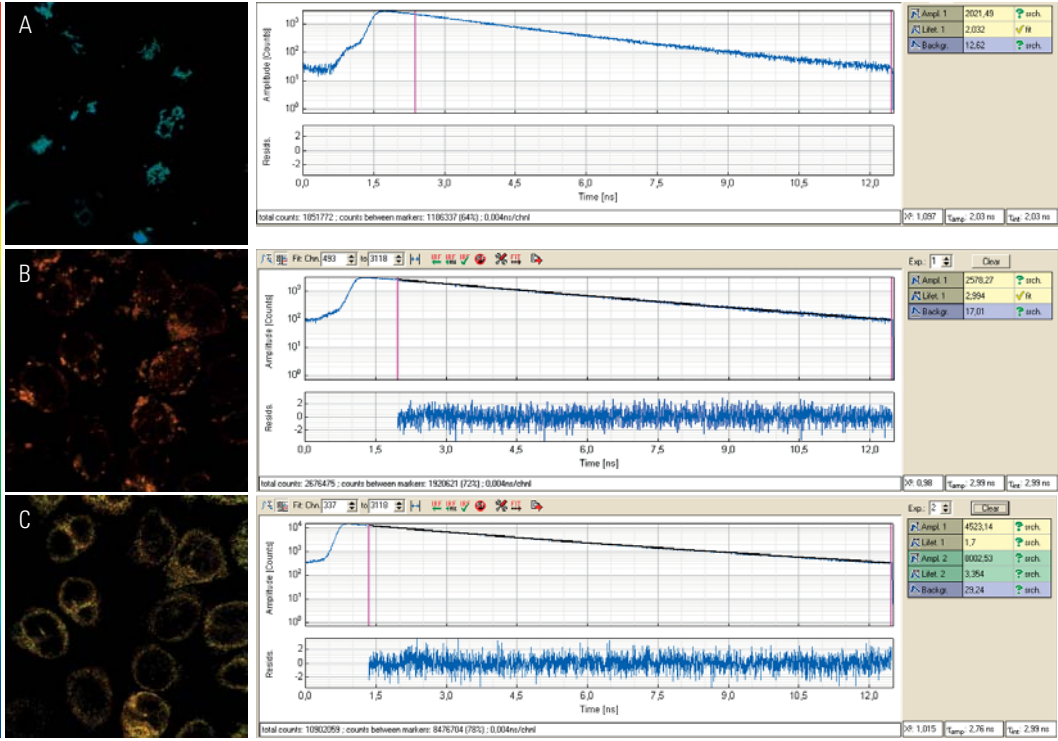 A
Amplitude [Counts]
10³
10²
10¹
10⁰
Resids.
2
0
-2
0,0 1,5 3,0 4,5 6,0 7,5 9,0 10,5 12,0
Time [ns]
total counts: 1851772 ; counts between markers: 1186337 (64%) ; 0,004ns/chnl
Ampl. 1 2021,49 ? srch.
Lifet. 1 2,032 fit
Backgr. 12,62 ? srch.
X²: 1,097 τamp: 2,03 ns τint: 2,03 ns
B
Fit: Chn. 493 to 3118
Exp.: 1 Clear
Amplitude [Counts]
10³
10²
10¹
10⁰
Resids.
2
0
-2
0,0 1,5 3,0 4,5 6,0 7,5 9,0 10,5 12,0
Time [ns]
total counts: 2676475 ; counts between markers: 1920621 (72%) ; 0,004ns/chnl
Ampl. 1 2578,27 ? srch.
Lifet. 1 2,994 fit
Backgr. 17,01 ? srch.
X²: 0,98 τamp: 2,99 ns τint: 2,99 ns
C
Fit: Chn. 337 to 3118
Exp.: 2 Clear
Amplitude [Counts]
10⁴
10³
10²
10¹
10⁰
Resids.
2
0
-2
0,0 1,5 3,0 4,5 6,0 7,5 9,0 10,5 12,0
Time [ns]
total counts: 10902059 ; counts between markers: 8476704 (78%) ; 0,004ns/chnl
Ampl. 1 4523,14 ? srch.
Lifet. 1 1,7 ? srch.
Ampl. 2 8002,53 ? srch.
Lifet. 2 3,354 ? srch.
Backgr. 29,24 ? srch.
X²: 1,015 τamp: 2,76 ns τint: 2,99 ns